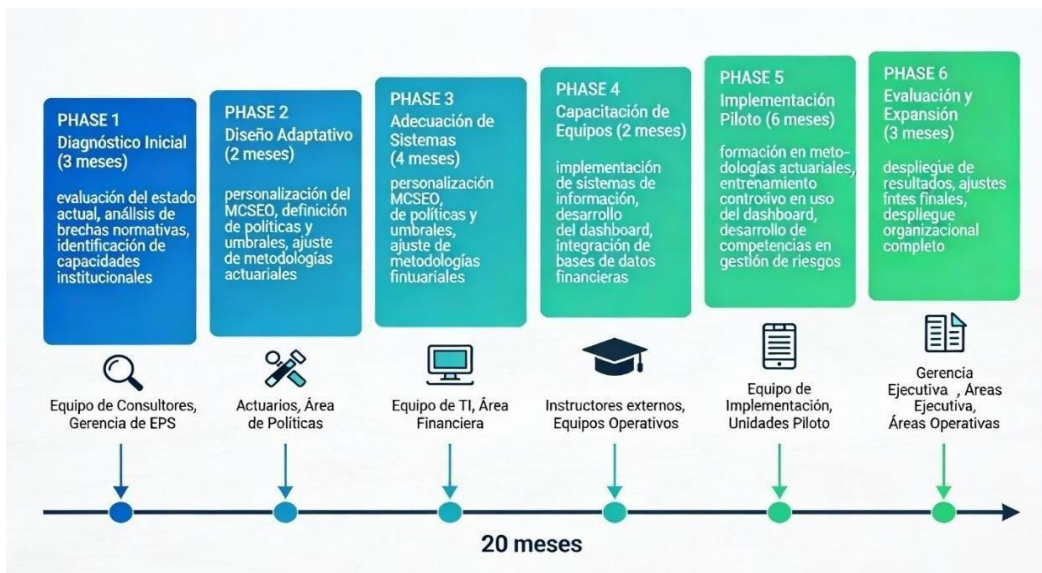 PHASE 1
Diagnóstico Inicial
(3 meses)
evaluación del estado
actual, análisis de
brechas normativas,
identificación de
capacidades
institucionales
PHASE 2
Diseño Adaptativo
(2 meses)
personalización del
MCSEO, definición
de políticas y
umbrales, ajuste
de metodologías
actuariales
PHASE 3
Adecuación de
Sistemas
(4 meses)
personalización
MCSEO,
de políticas y
umbrales,
ajuste de
metodologías
fintuariales
PHASE 4
Capacitación de
Equipos (2 meses)
implementación
de sistemas de
información,
desarrollo
del dashboard,
integración de
bases de datos
financieras
PHASE 5
Implementación
Piloto (6 meses)
formación en meto-
dologías actuariales,
entrenamiento
controlivo en uso
del dashboard,
desarrollo de
competencias en
gestión de riesgos
PHASE 6
Evaluación y
Expansión
(3 meses)
despliegue de
resultados, ajustes
fntes finales,
despliegue
organizacional
completo
Equipo de Consultores,
Gerencia de EPS
Actuarios, Área
de Políticas
Equipo de TI, Área
Financiera
Instructores externos,
Equipos Operativos
Equipo de
Implementación,
Unidades Piloto
Gerencia
Ejecutiva , Áreas
Ejecutiva,
Áreas Operativas
20 meses